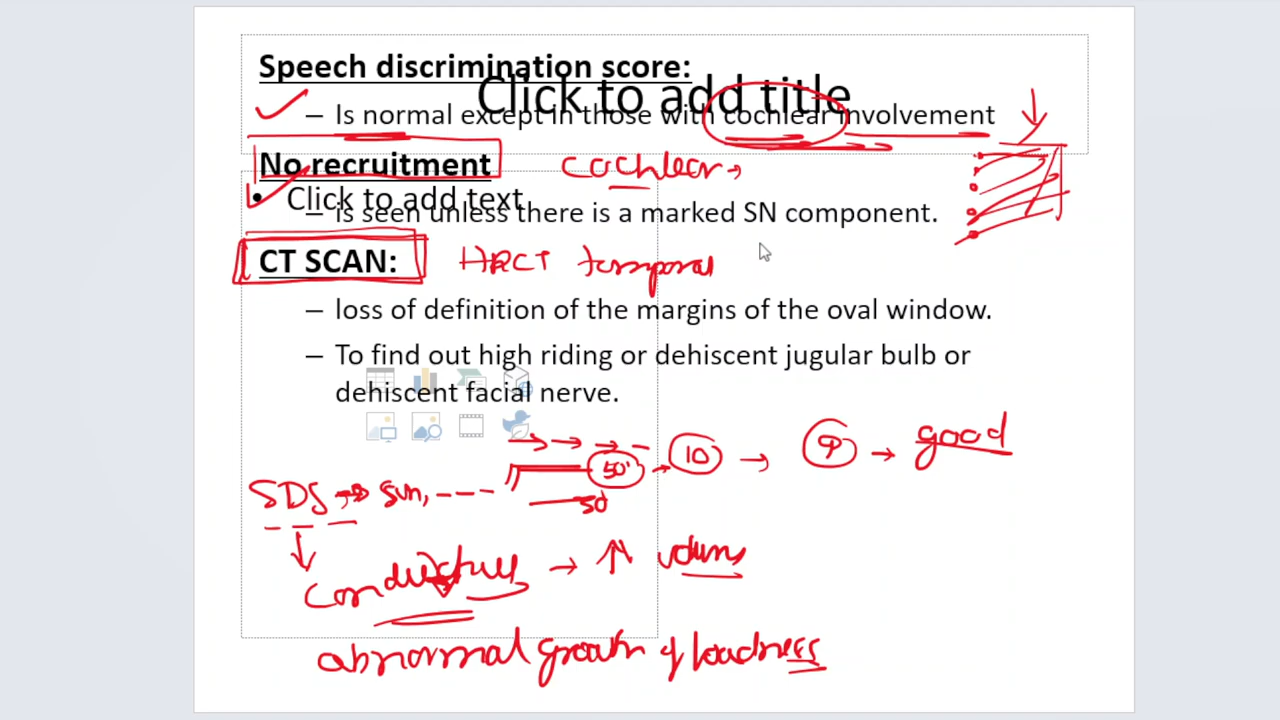 Speech discrimination score:
Click to add title
– Is normal except in those with cochlear involvement
No recruitment
cochlear →
• Click to add text
– is seen unless there is a marked SN component.
CT SCAN:
HRCT temporal
– loss of definition of the margins of the oval window.
– To find out high riding or dehiscent jugular bulb or
dehiscent facial nerve.
50 → 10 → 9 → good
SDS → sun, ----
50
conductive → ↑ volume
abnormal growth of loudness